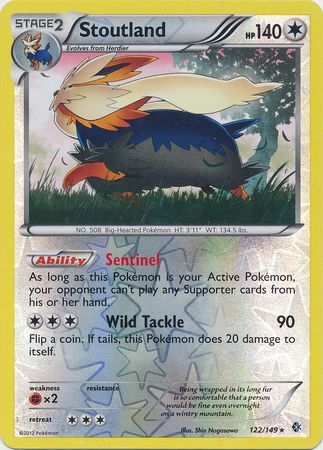 STAGE2
Stoutland
HP140
Evolves from Herdier
NO. 508 Big-Hearted Pokémon HT: 3'11" WT: 134.5 lbs.
Ability Sentinel
As long as this Pokémon is your Active Pokémon,
your opponent can't play any Supporter cards from
his or her hand.
Wild Tackle 90
Flip a coin. If tails, this Pokémon does 20 damage to
itself.
weakness
resistance
×2
retreat
Being wrapped in its long fur
is so comfortable that a person
would be fine even overnight
on a wintry mountain.
©2012 Pokémon
Illus. Shin Nagasawa
122/149★